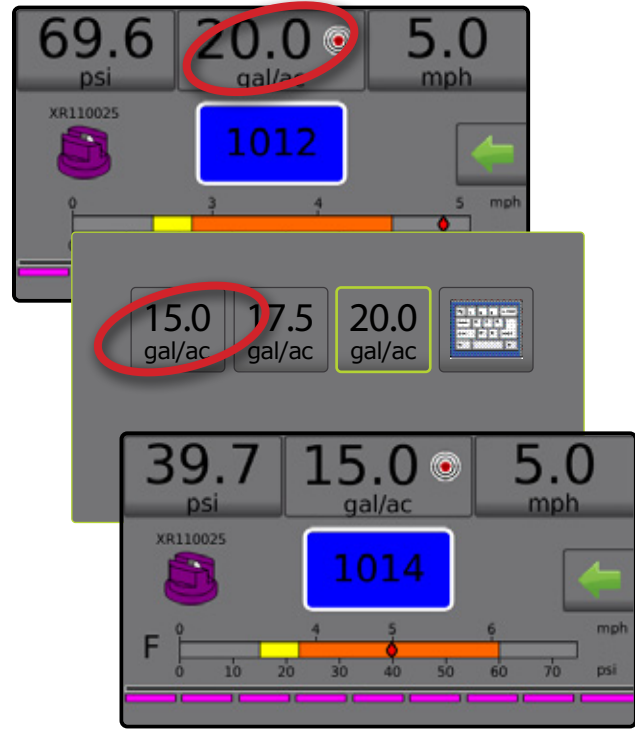 69.6 20.0 5.0
psi gal/ac mph
XR110025
1012
0 3 4 5 mph
15.0 17.5 20.0
gal/ac gal/ac gal/ac
39.7 15.0 5.0
psi gal/ac mph
XR110025
1014
F
0 4 5 6 mph
0 10 20 30 40 50 60 70 psi